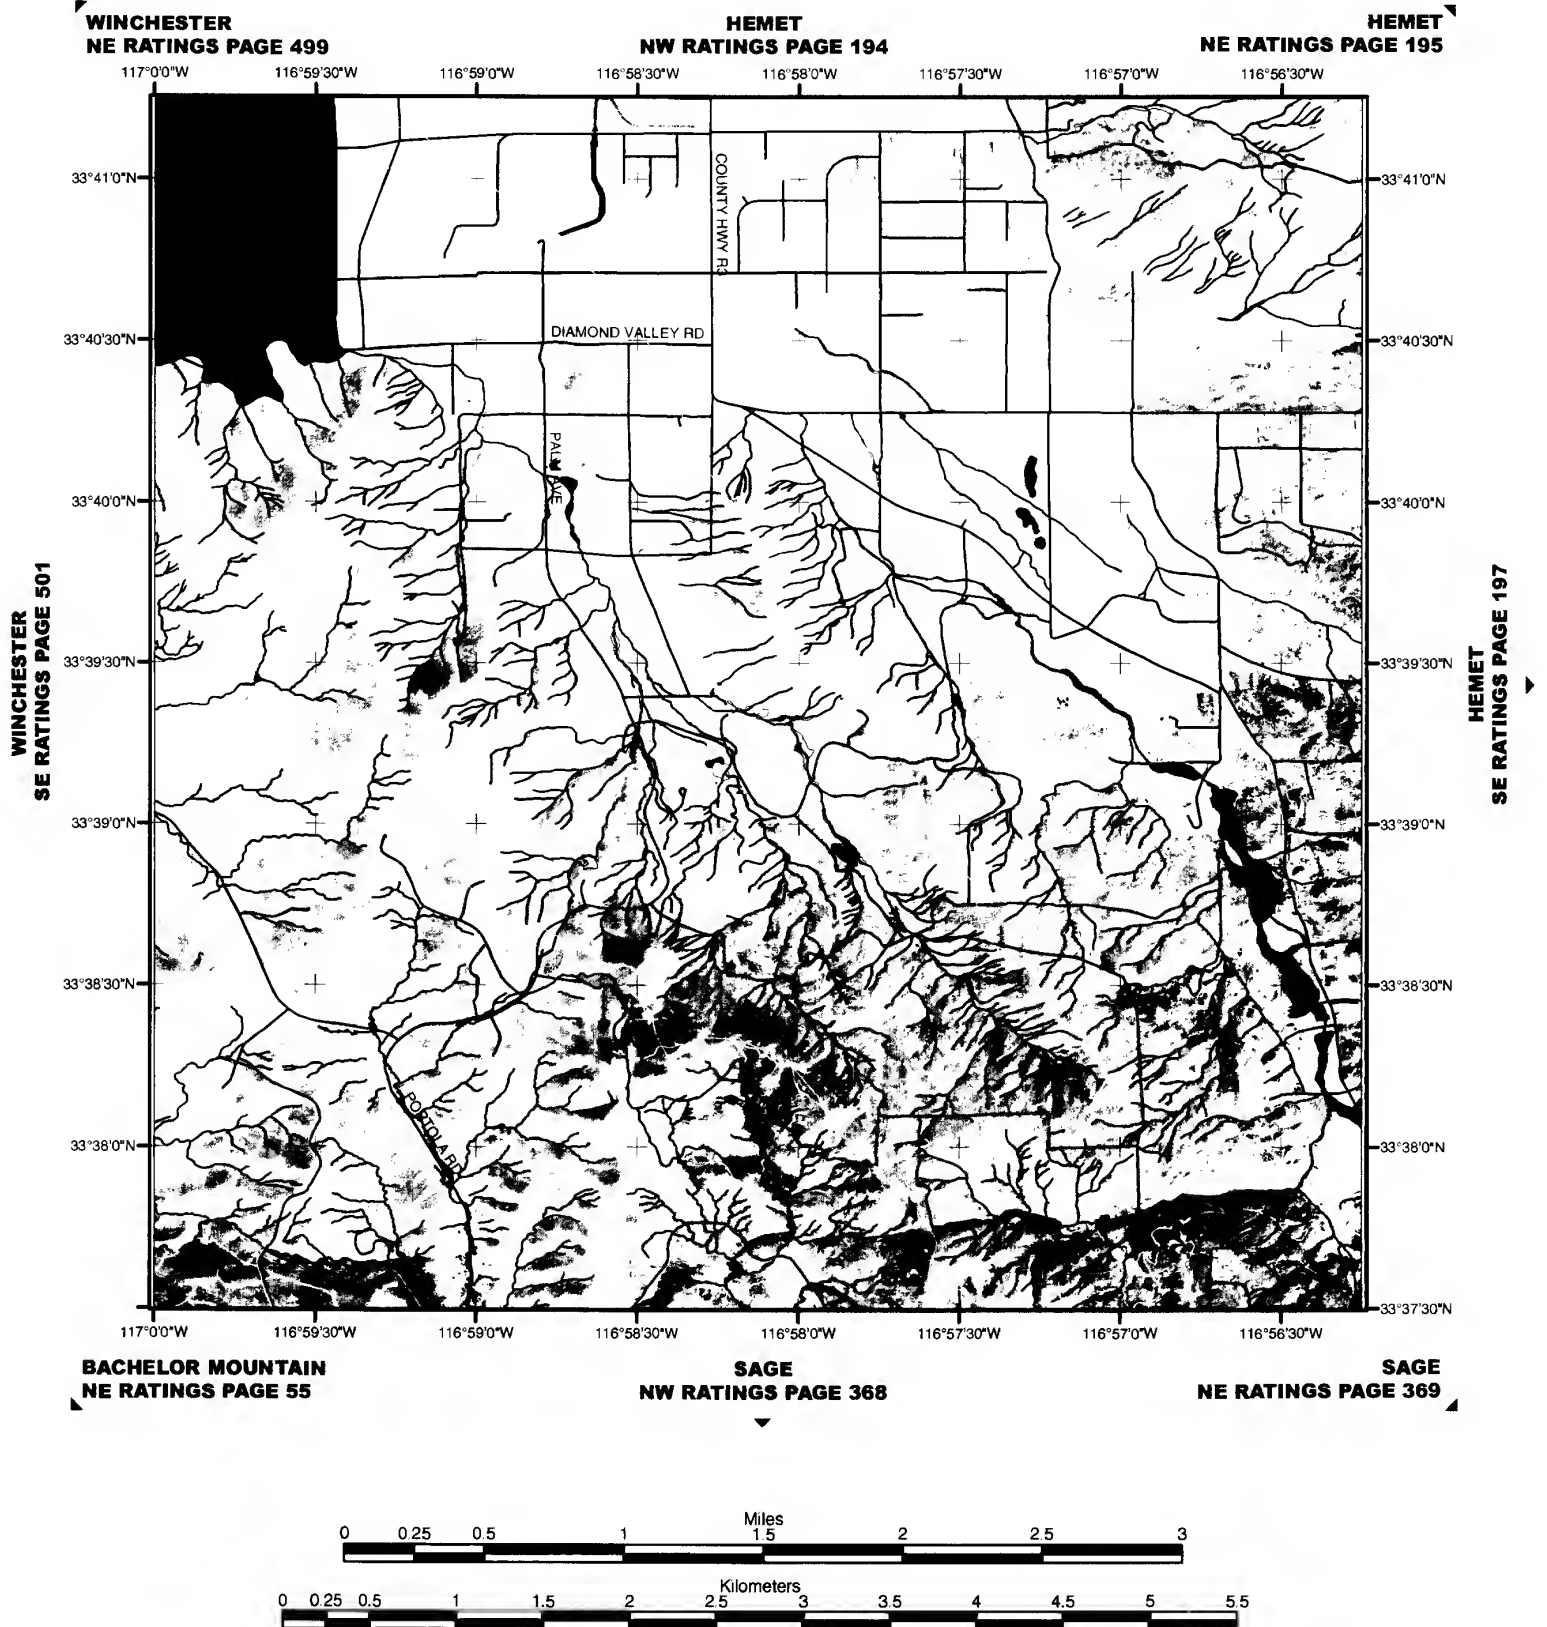 WINCHESTER
NE RATINGS PAGE 499
HEMET
NW RATINGS PAGE 194
HEMET
NE RATINGS PAGE 195
117°0'0"W 116°59'30"W 116°59'0"W 116°58'30"W 116°58'0"W 116°57'30"W 116°57'0"W 116°56'30"W
33°41'0"N 33°41'0"N
COUNTY HWY R3
33°40'30"N 33°40'30"N
DIAMOND VALLEY RD
PALM AVE
33°40'0"N 33°40'0"N
WINCHESTER
SE RATINGS PAGE 501
HEMET
SE RATINGS PAGE 197
33°39'30"N 33°39'30"N
33°39'0"N 33°39'0"N
33°38'30"N 33°38'30"N
PORTOLA RD
33°38'0"N 33°38'0"N
33°37'30"N
117°0'0"W 116°59'30"W 116°59'0"W 116°58'30"W 116°58'0"W 116°57'30"W 116°57'0"W 116°56'30"W
BACHELOR MOUNTAIN
NE RATINGS PAGE 55
SAGE
NW RATINGS PAGE 368
SAGE
NE RATINGS PAGE 369
Miles
0 0.25 0.5 1 1.5 2 2.5 3
Kilometers
0 0.25 0.5 1 1.5 2 2.5 3 3.5 4 4.5 5 5.5